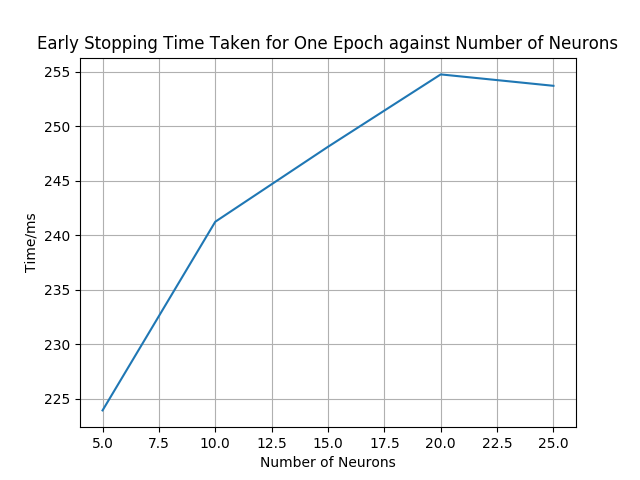 Early Stopping Time Taken for One Epoch against Number of Neurons
255
250
245
240
235
230
225
Time/ms
5.0 7.5 10.0 12.5 15.0 17.5 20.0 22.5 25.0
Number of Neurons